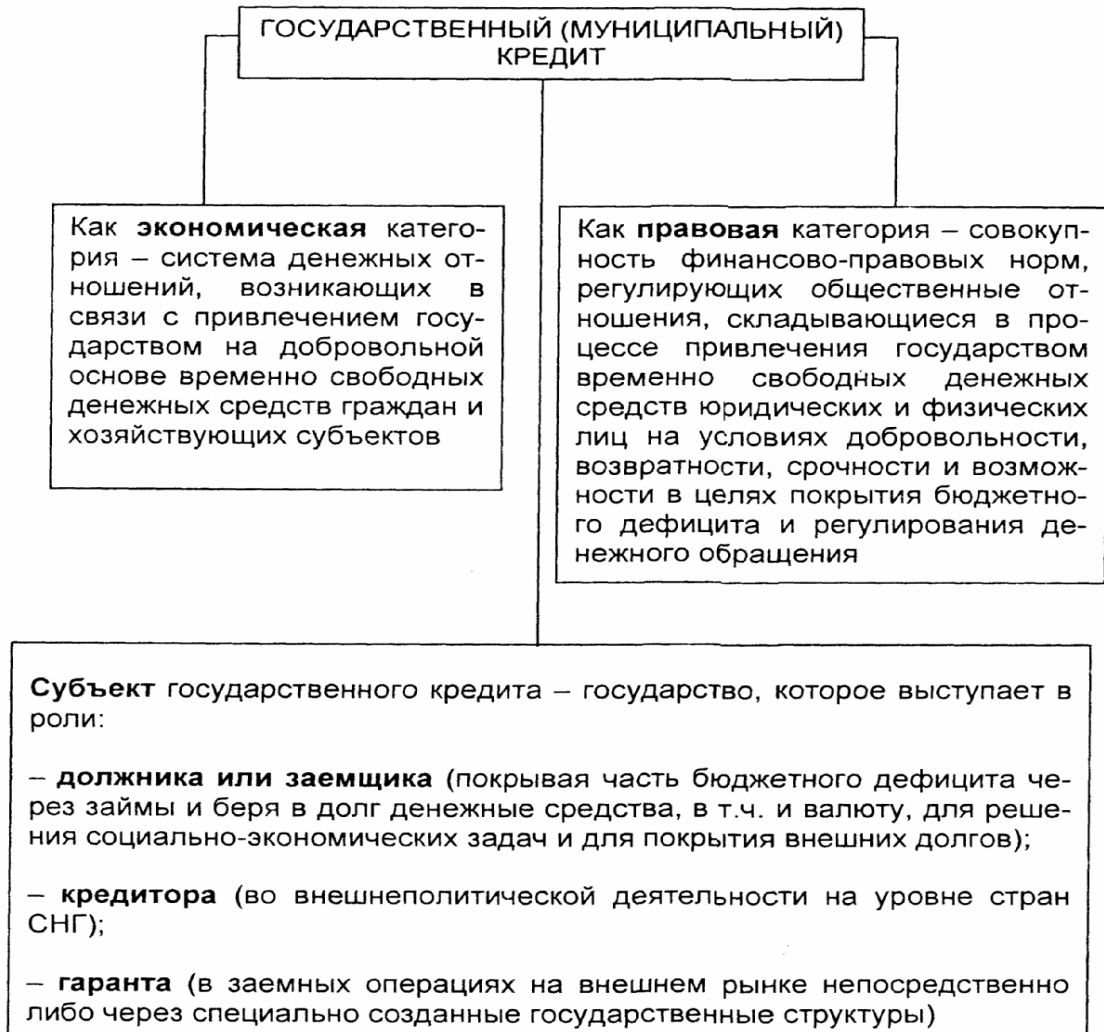 ГОСУДАРСТВЕННЫЙ (МУНИЦИПАЛЬНЫЙ)
КРЕДИТ
Как экономическая катего-
рия – система денежных от-
ношений, возникающих в
связи с привлечением госу-
дарством на добровольной
основе временно свободных
денежных средств граждан и
хозяйствующих субъектов
Как правовая категория – совокуп-
ность финансово-правовых норм,
регулирующих общественные от-
ношения, складывающиеся в про-
цессе привлечения государством
временно свободных денежных
средств юридических и физических
лиц на условиях добровольности,
возвратности, срочности и возмож-
ности в целях покрытия бюджетно-
го дефицита и регулирования де-
нежного обращения
Субъект государственного кредита – государство, которое выступает в
роли:
– должника или заемщика (покрывая часть бюджетного дефицита че-
рез займы и беря в долг денежные средства, в т.ч. и валюту, для реше-
ния социально-экономических задач и для покрытия внешних долгов);
– кредитора (во внешнеполитической деятельности на уровне стран
СНГ);
– гаранта (в заемных операциях на внешнем рынке непосредственно
либо через специально созданные государственные структуры)